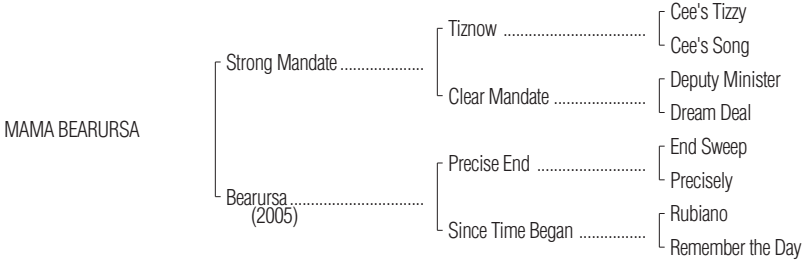 Cee's Tizzy
Tiznow ................................
Cee's Song
Strong Mandate ...................
Deputy Minister
Clear Mandate .....................
Dream Deal
MAMA BEARURSA
End Sweep
Precise End .........................
Precisely
Bearursa ..............................
(2005)
Rubiano
Since Time Began ................
Remember the Day